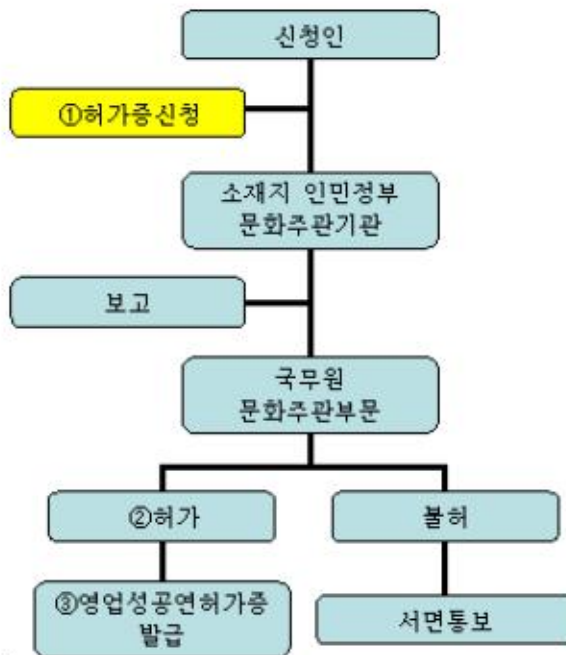 신청인
①허가증신청
소재지 인민정부
문화주관기관
보고
국무원
문화주관부문
②허가
불허
③영업성공연허가증
발급
서면통보